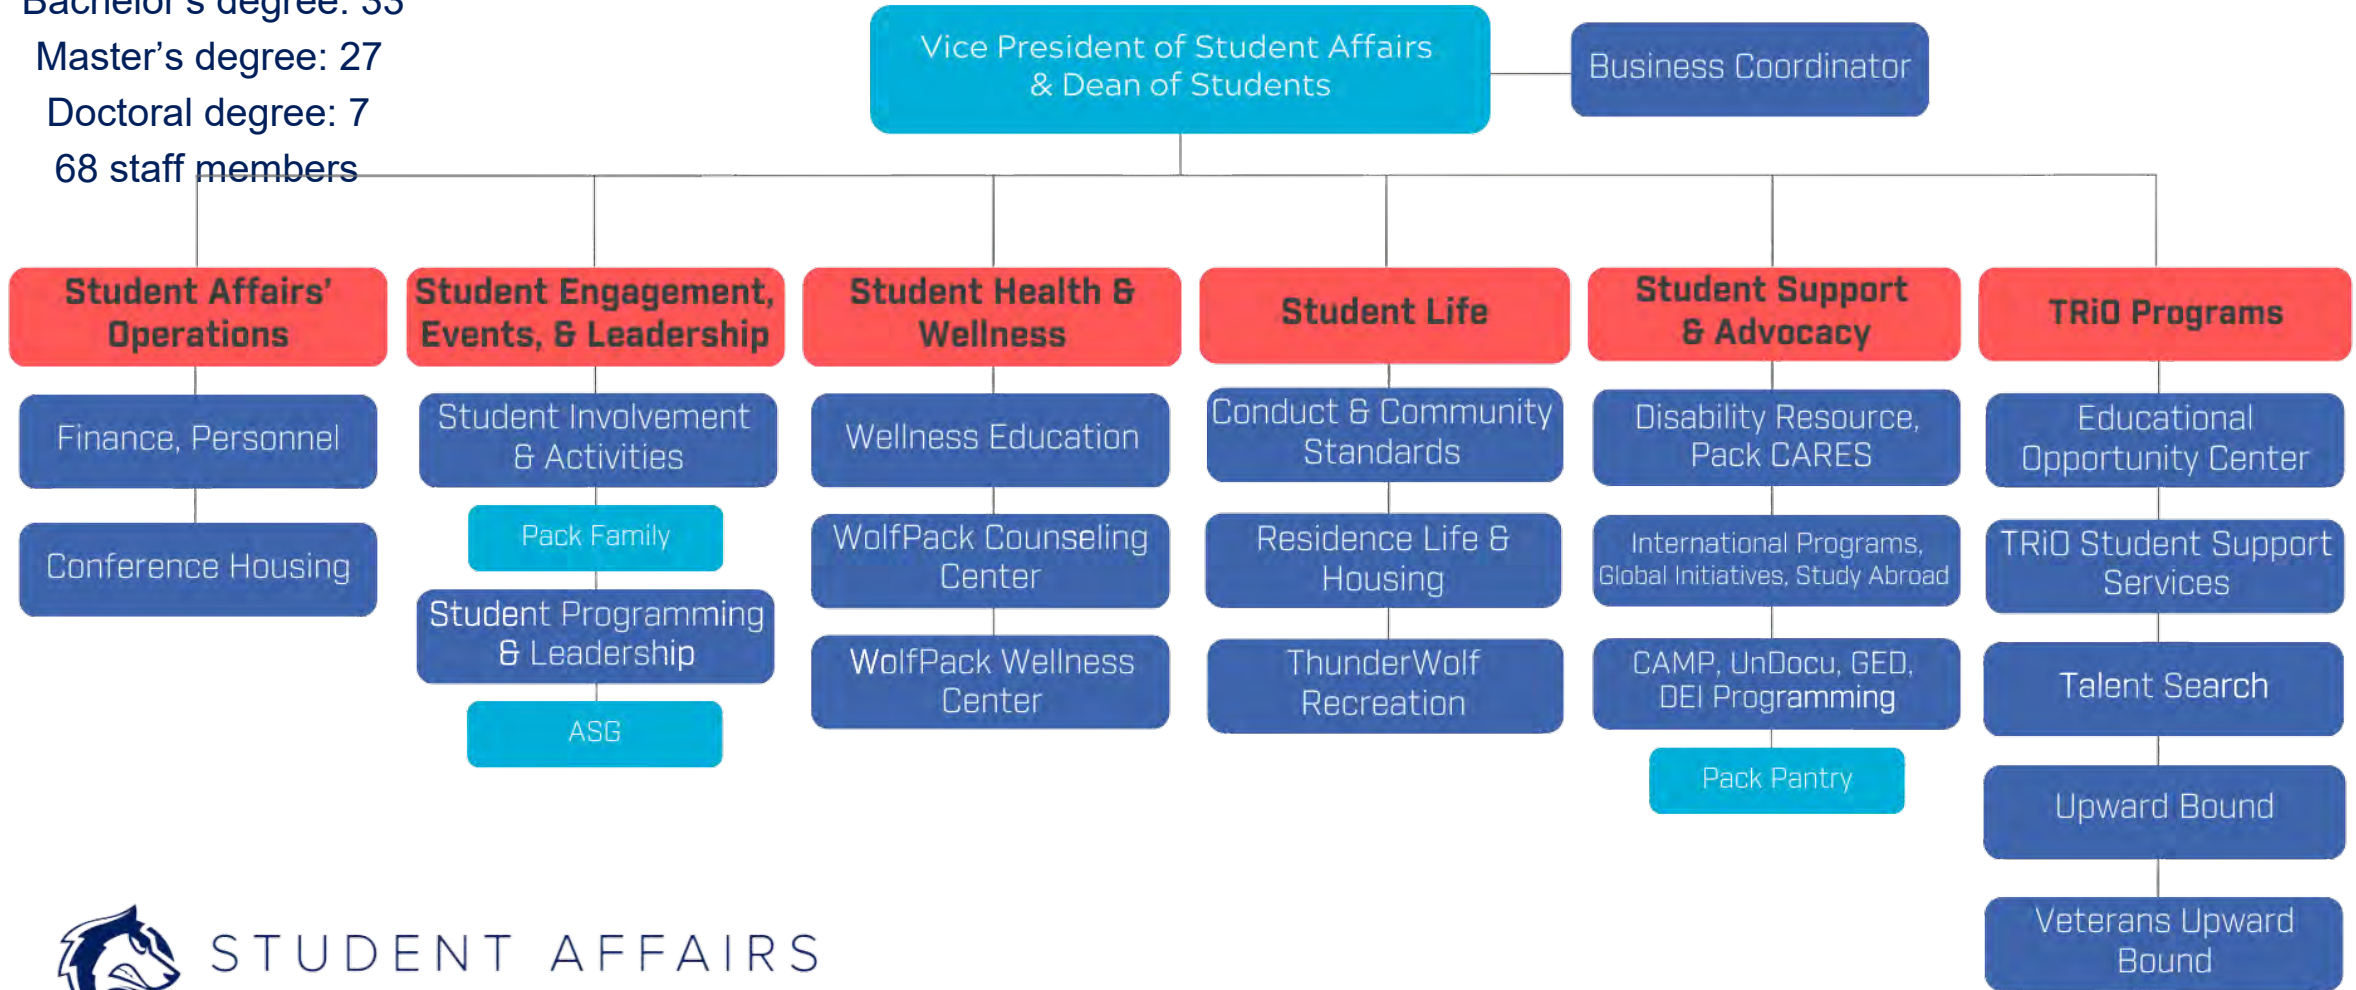 Bachelor's degree: 33
Master’s degree: 27
Doctoral degree: 7
68 staff members
Vice President of Student Affairs
& Dean of Students
Business Coordinator
Student Affairs’
Operations
Finance, Personnel
Conference Housing
Student Engagement,
Events, & Leadership
Student Involvement
& Activities
Pack Family
Student Programming
& Leadership
ASG
Student Health &
Wellness
Wellness Education
WolfPack Counseling
Center
WolfPack Wellness
Center
Student Life
Conduct & Community
Standards
Residence Life &
Housing
ThunderWolf
Recreation
Student Support
& Advocacy
Disability Resource,
Pack CARES
International Programs,
Global Initiatives, Study Abroad
CAMP, UnDocu, GED,
DEI Programming
Pack Pantry
TRiO Programs
Educational
Opportunity Center
TRiO Student Support
Services
Talent Search
Upward Bound
Veterans Upward
Bound
STUDENT AFFAIRS